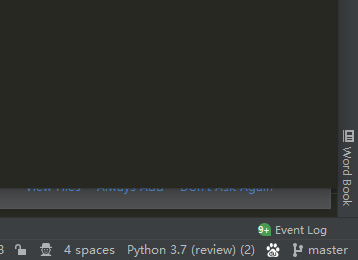 Word Book
View Files Always Add Don't Ask Again
9+ Event Log
4 spaces Python 3.7 (review) (2) master